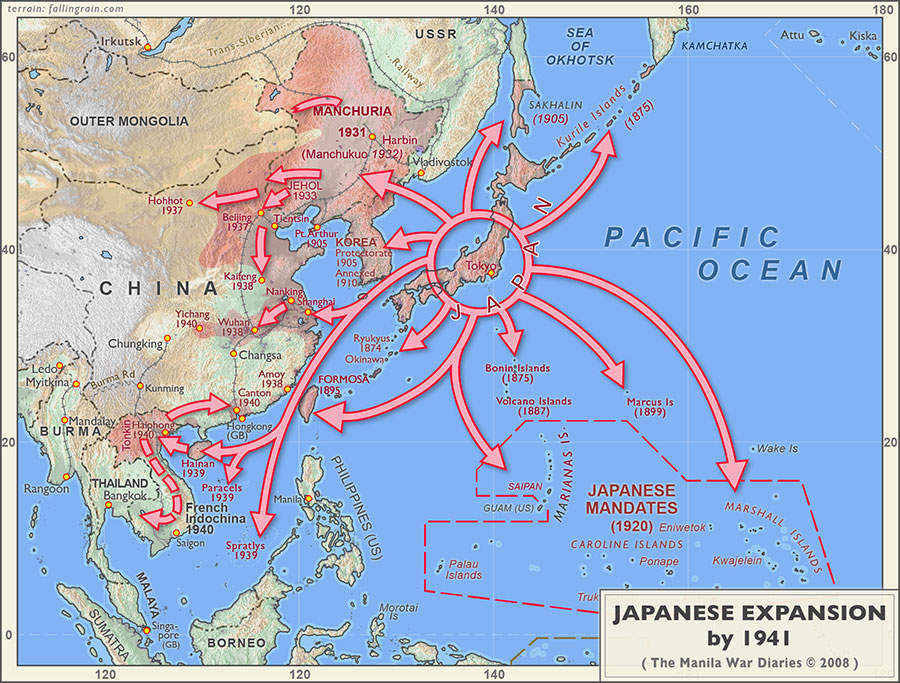 terrain: fallingrain.com
120
140
160
180
Irkutsk
Trans-Siberian
Railway
USSR
SEA
OF
OKHOTSK
KAMCHATKA
Attu
Kiska
60
OUTER MONGOLIA
MANCHURIA
1931
(Manchukuo 1932)
Harbin
Vladivostok
SAKHALIN
(1905)
Kurile Islands
(1875)
Hohhot
1937
JEHOL
1933
Beijing
1937
Tientsin
Pt. Arthur
1905
KOREA
Protectorate
1905
Annexed
1910
JAPAN
Tokyo
PACIFIC
OCEAN
40
40
CHINA
Kaifeng
1938
Nanking
Shanghai
Yichang
1940
Wuhan
1938
Chungking
Changsa
Ryukyus
1874
Okinawa
Bonin Islands
(1875)
Volcano Islands
(1887)
Marcus Is
(1899)
Ledo
Myitkina
Burma Rd
Kunming
Amoy
1938
FORMOSA
1895
Canton
1940
Hongkong
(GB)
BURMA
Mandalay
Tonkin
Haiphong
1940
20
20
Hainan
1939
Paracels
1939
Rangoon
THAILAND
Bangkok
French
Indochina
1940
Saigon
Spratlys
1939
Manila
PHILIPPINES (US)
SAIPAN
GUAM (US)
MARIANAS IS.
JAPANESE
MANDATES
(1920)
Eniwetok
Wake Is
MARSHALL ISLANDS
CAROLINE ISLANDS
Ponape
Kwajelein
Palau
Islands
Truk
MALAYA
Singa-
pore
(GB)
SUMATRA
BORNEO
Morotai
Is
0
120
140
JAPANESE EXPANSION
by 1941
( The Manila War Diaries © 2008 )